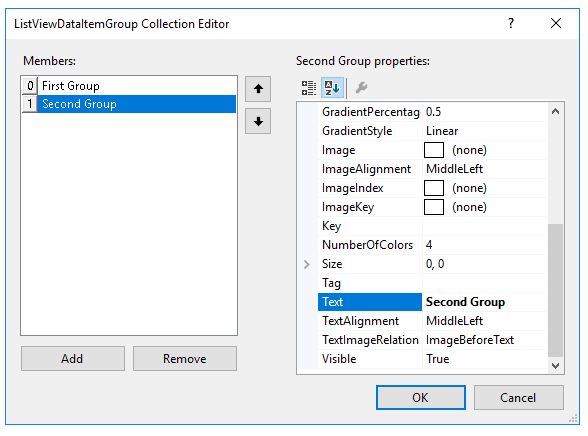 ListViewDataItemGroup Collection Editor
Members:
0 First Group
1 Second Group
Add Remove
Second Group properties:
GradientPercentag 0.5
GradientStyle Linear
Image (none)
ImageAlignment MiddleLeft
ImageIndex (none)
ImageKey (none)
Key
NumberOfColors 4
Size 0, 0
Tag
Text Second Group
TextAlignment MiddleLeft
TextImageRelation ImageBeforeText
Visible True
OK Cancel